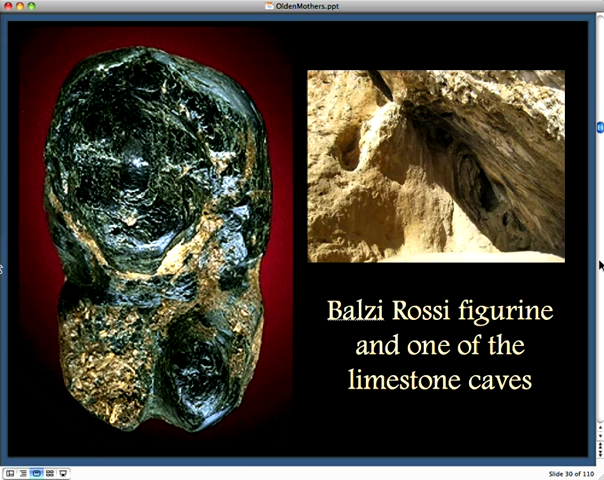 OldenMothers.ppt
Balzi Rossi figurine
and one of the
limestone caves
Slide 30 of 110